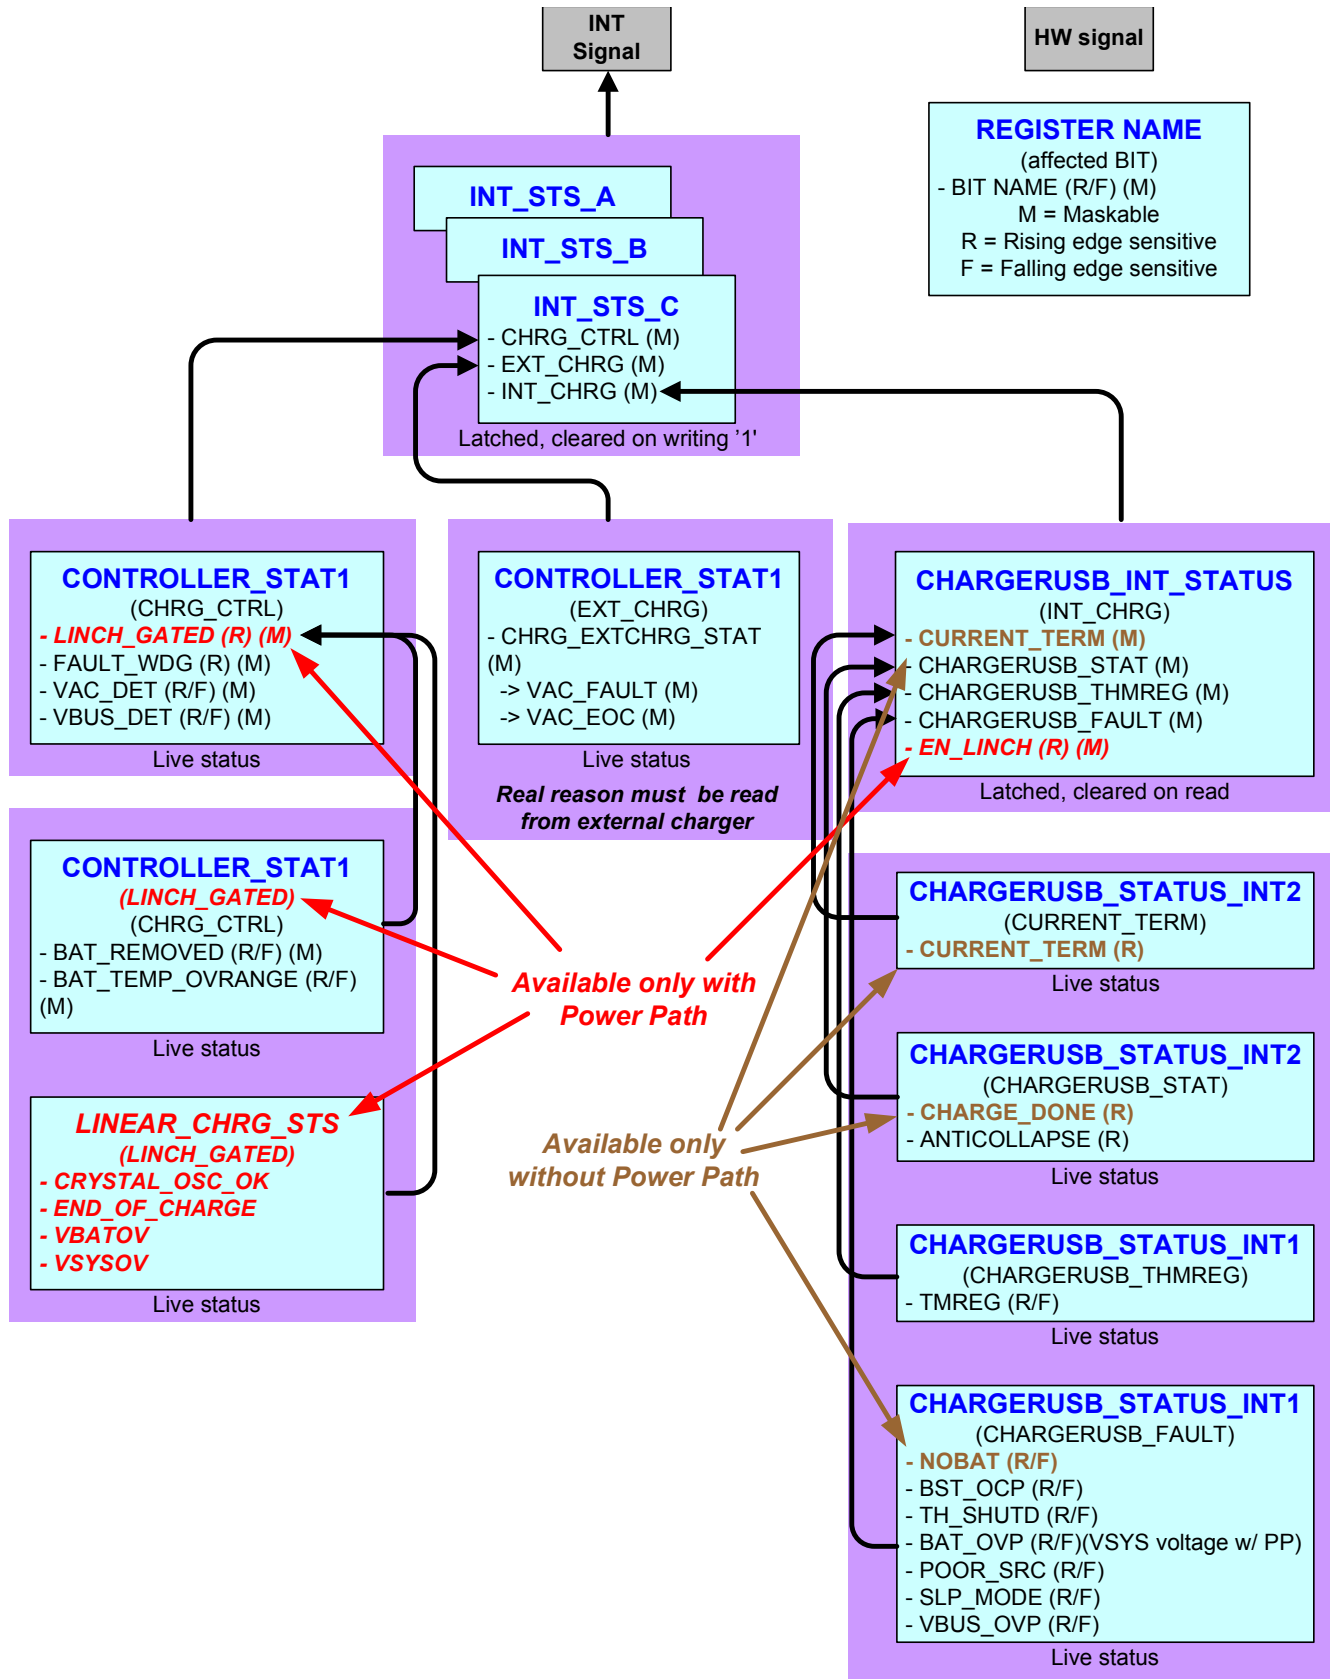 INT
Signal
HW signal
REGISTER NAME
(affected BIT)
- BIT NAME (R/F) (M)
M = Maskable
R = Rising edge sensitive
F = Falling edge sensitive
INT_STS_A
INT_STS_B
INT_STS_C
- CHRG_CTRL (M)
- EXT_CHRG (M)
- INT_CHRG (M)
Latched, cleared on writing '1'
CONTROLLER_STAT1
(CHRG_CTRL)
- LINCH_GATED (R) (M)
- FAULT_WDG (R) (M)
- VAC_DET (R/F) (M)
- VBUS_DET (R/F) (M)
Live status
CONTROLLER_STAT1
(EXT_CHRG)
- CHRG_EXTCHRG_STAT
(M)
-> VAC_FAULT (M)
-> VAC_EOC (M)
Live status
Real reason must be read
from external charger
CHARGERUSB_INT_STATUS
(INT_CHRG)
- CURRENT_TERM (M)
- CHARGERUSB_STAT (M)
- CHARGERUSB_THMREG (M)
- CHARGERUSB_FAULT (M)
- EN_LINCH (R) (M)
Latched, cleared on read
CONTROLLER_STAT1
(LINCH_GATED)
(CHRG_CTRL)
- BAT_REMOVED (R/F) (M)
- BAT_TEMP_OVRANGE (R/F)
(M)
Live status
LINEAR_CHRG_STS
(LINCH_GATED)
- CRYSTAL_OSC_OK
- END_OF_CHARGE
- VBATOV
- VSYSOV
Live status
Available only with
Power Path
Available only
without Power Path
CHARGERUSB_STATUS_INT2
(CURRENT_TERM)
- CURRENT_TERM (R)
Live status
CHARGERUSB_STATUS_INT2
(CHARGERUSB_STAT)
- CHARGE_DONE (R)
- ANTICOLLAPSE (R)
Live status
CHARGERUSB_STATUS_INT1
(CHARGERUSB_THMREG)
- TMREG (R/F)
Live status
CHARGERUSB_STATUS_INT1
(CHARGERUSB_FAULT)
- NOBAT (R/F)
- BST_OCP (R/F)
- TH_SHUTD (R/F)
- BAT_OVP (R/F)(VSYS voltage w/ PP)
- POOR_SRC (R/F)
- SLP_MODE (R/F)
- VBUS_OVP (R/F)
Live status